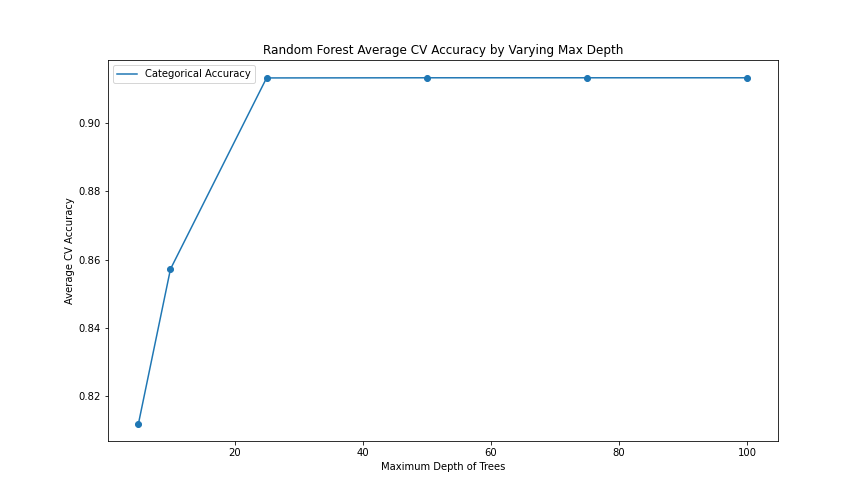 Random Forest Average CV Accuracy by Varying Max Depth
Categorical Accuracy
0.90
0.88
0.86
0.84
0.82
Average CV Accuracy
20
40
60
80
100
Maximum Depth of Trees